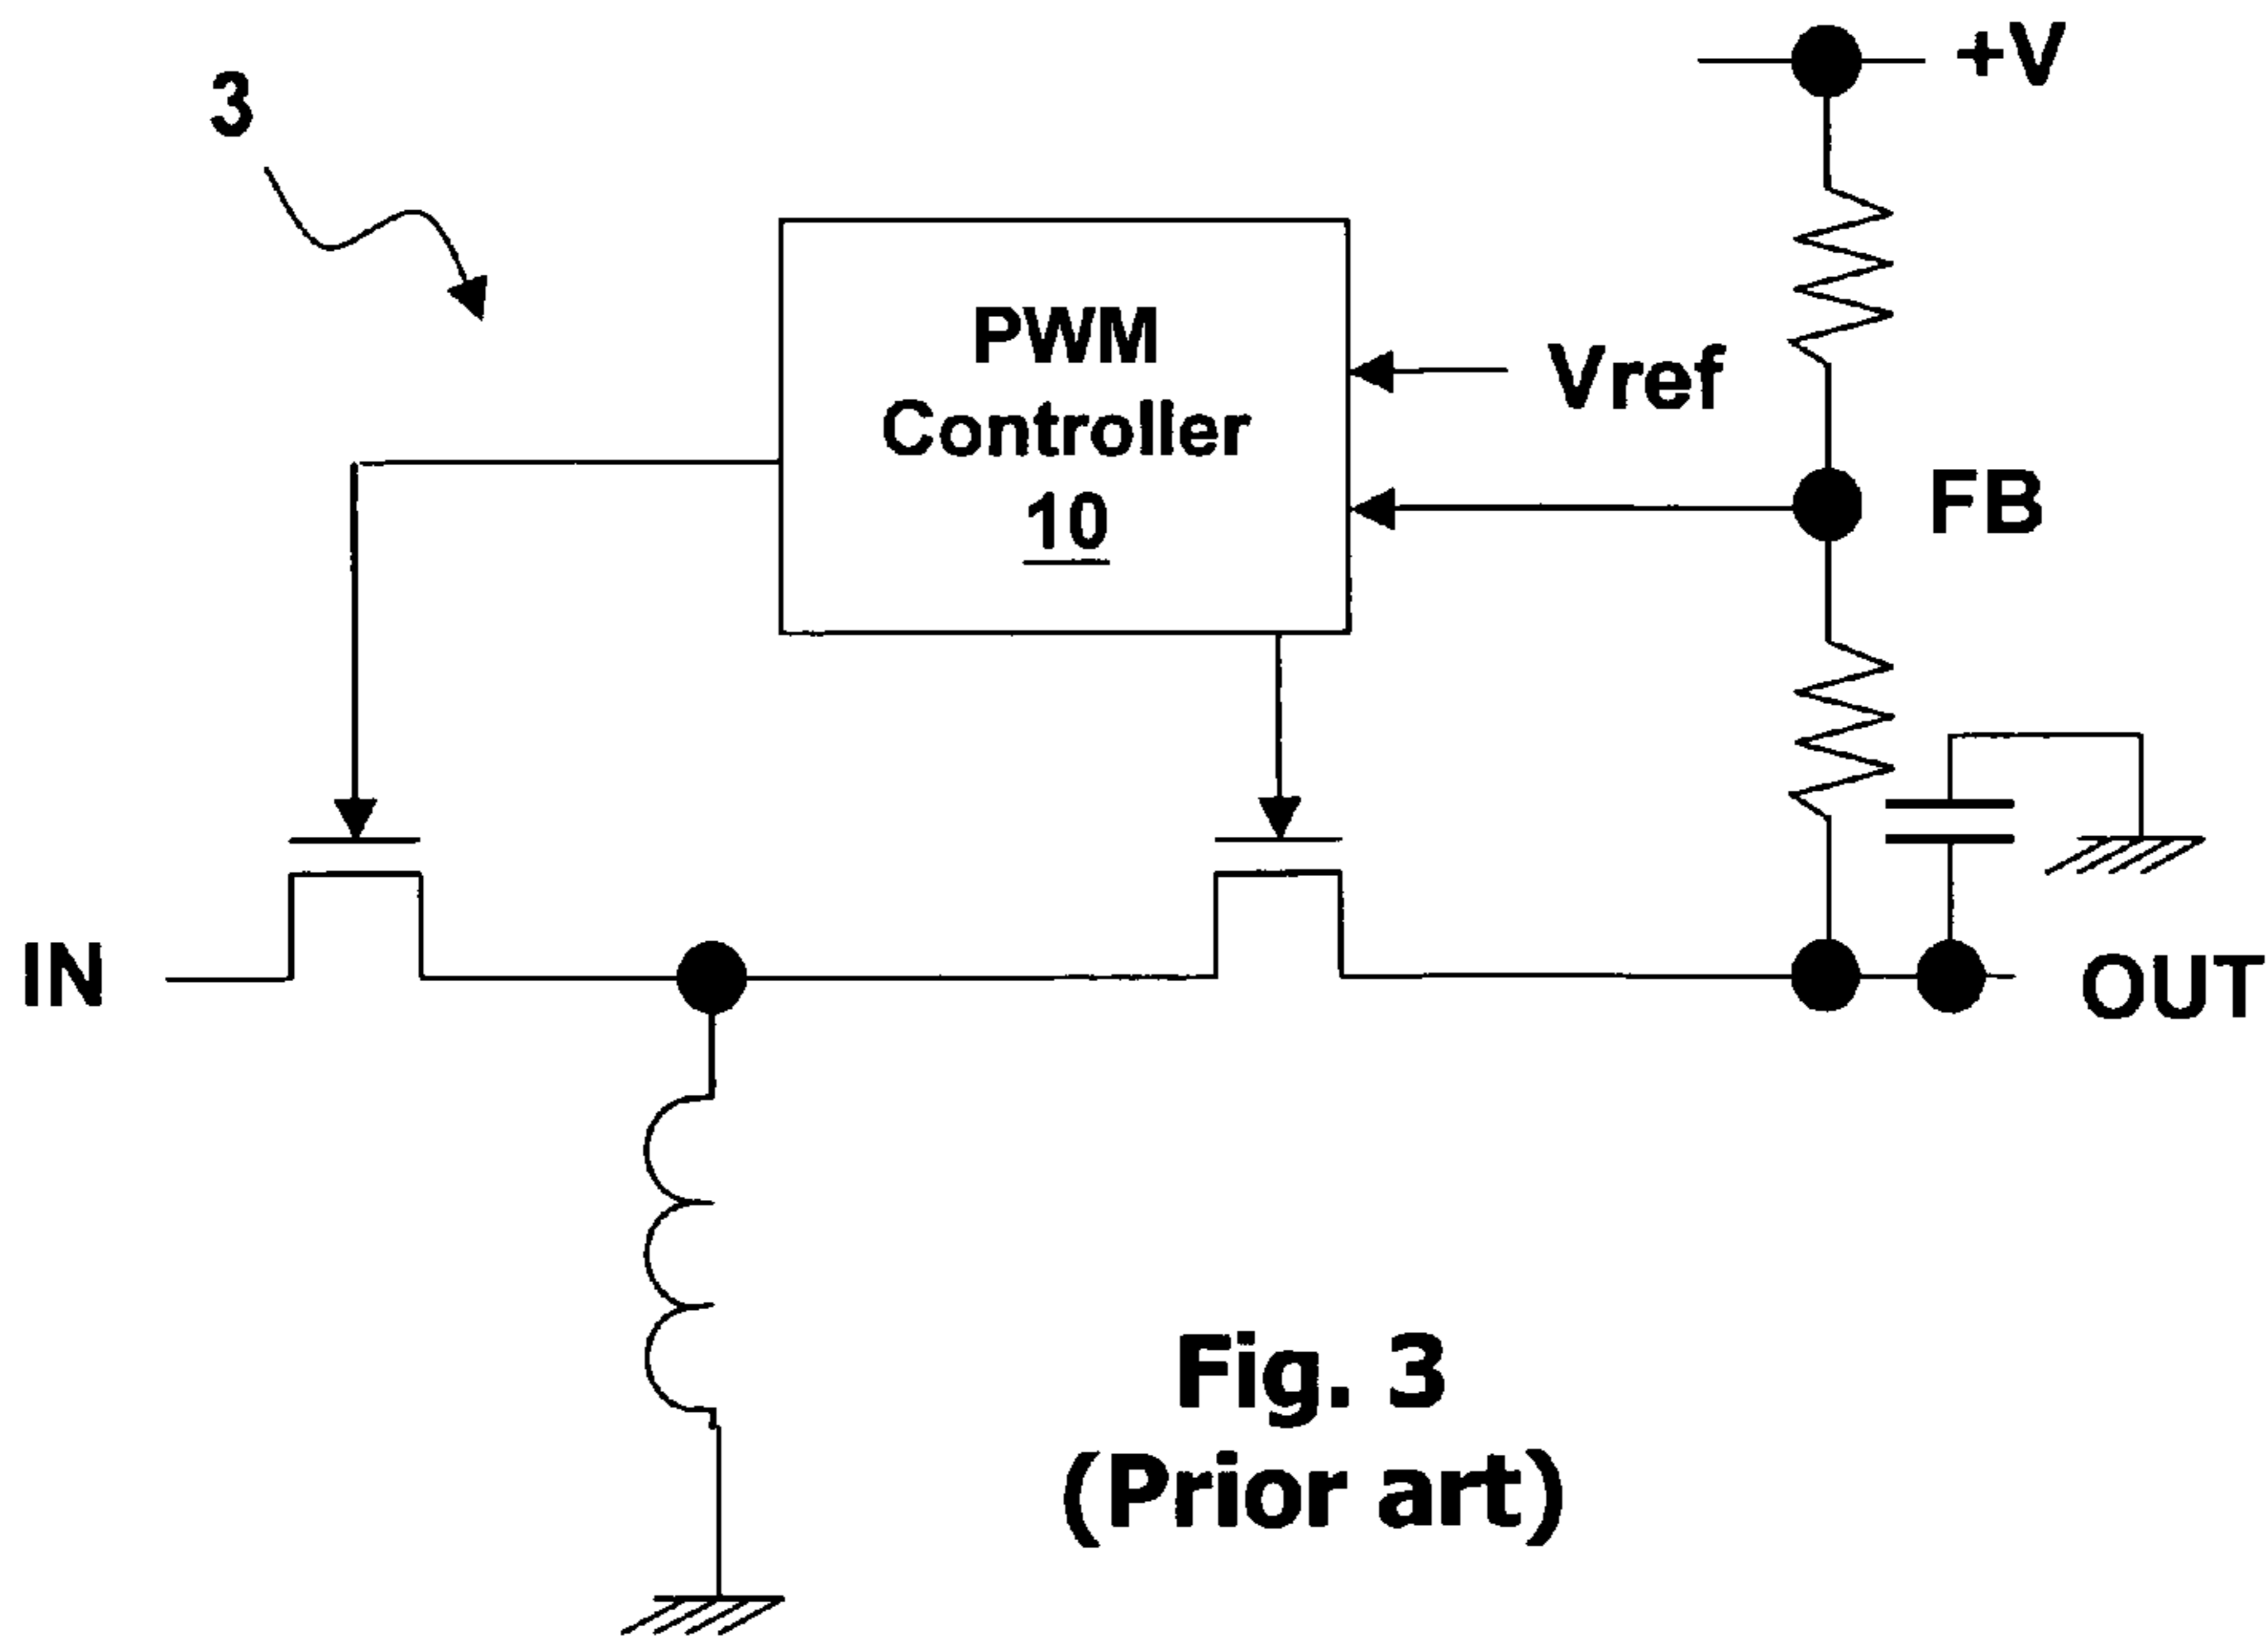 +V
3
PWM
Controller
10
Vref
FB
IN
OUT
Fig. 3
(Prior art)